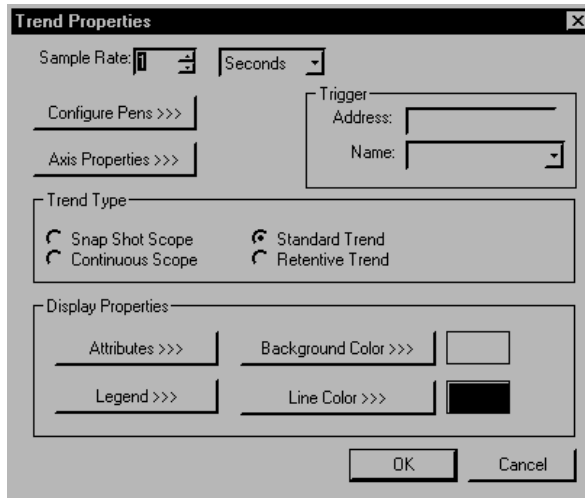 Trend Properties
Sample Rate: 1 Seconds
Configure Pens >>>
Trigger
Address:
Axis Properties >>>
Name:
Trend Type
Snap Shot Scope Standard Trend
Continuous Scope Retentive Trend
Display Properties
Attributes >>> Background Color >>>
Legend >>> Line Color >>>
OK Cancel